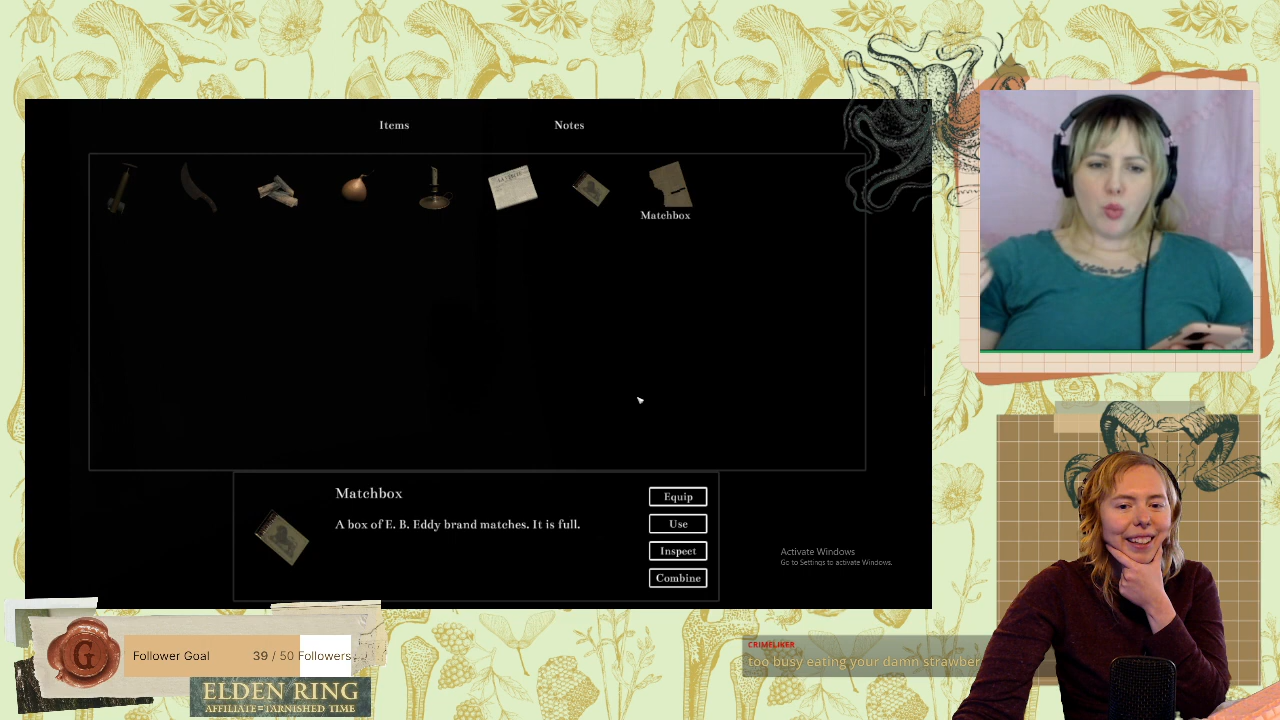 Items
Notes
Matchbox
Matchbox
A box of E. B. Eddy brand matches. It is full.
Equip
Use
Inspect
Combine
Activate Windows
Go to Settings to activate Windows.
G
Follower Goal
39 / 50 Followers
ELDEN RING
AFFILIATE=TARNISHED TIME
CRIMELIKER
too busy eating your damn strawber